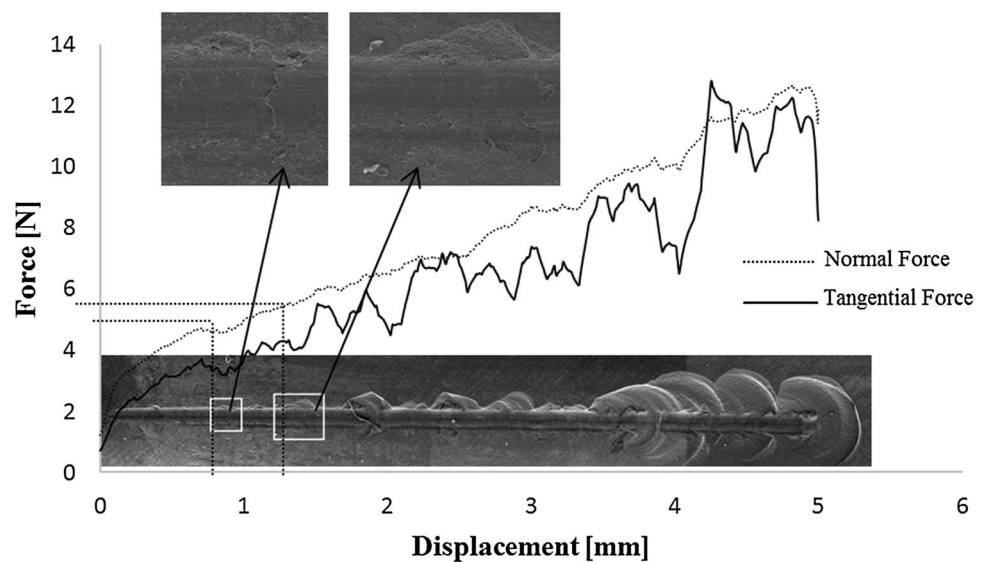 14
12
10
8
6
4
2
0
Force [N]
Normal Force
Tangential Force
0 1 2 3 4 5 6
Displacement [mm]